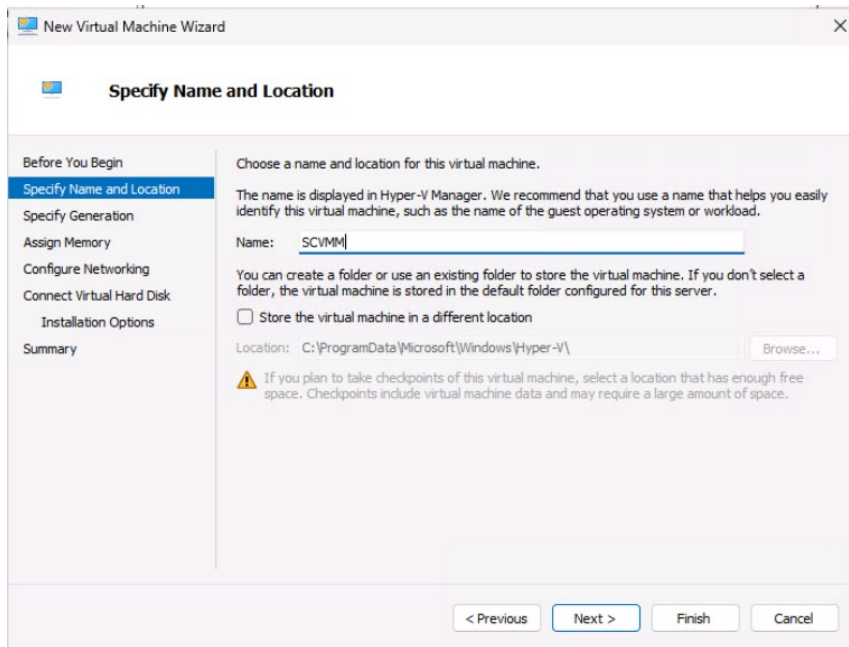 New Virtual Machine Wizard
Specify Name and Location
Before You Begin
Specify Name and Location
Specify Generation
Assign Memory
Configure Networking
Connect Virtual Hard Disk
Installation Options
Summary
Choose a name and location for this virtual machine.
The name is displayed in Hyper-V Manager. We recommend that you use a name that helps you easily
identify this virtual machine, such as the name of the guest operating system or workload.
Name: SCVMM
You can create a folder or use an existing folder to store the virtual machine. If you don't select a
folder, the virtual machine is stored in the default folder configured for this server.
Store the virtual machine in a different location
Location: C:\ProgramData\Microsoft\Windows\Hyper-V\ Browse...
If you plan to take checkpoints of this virtual machine, select a location that has enough free
space. Checkpoints include virtual machine data and may require a large amount of space.
< Previous Next > Finish Cancel